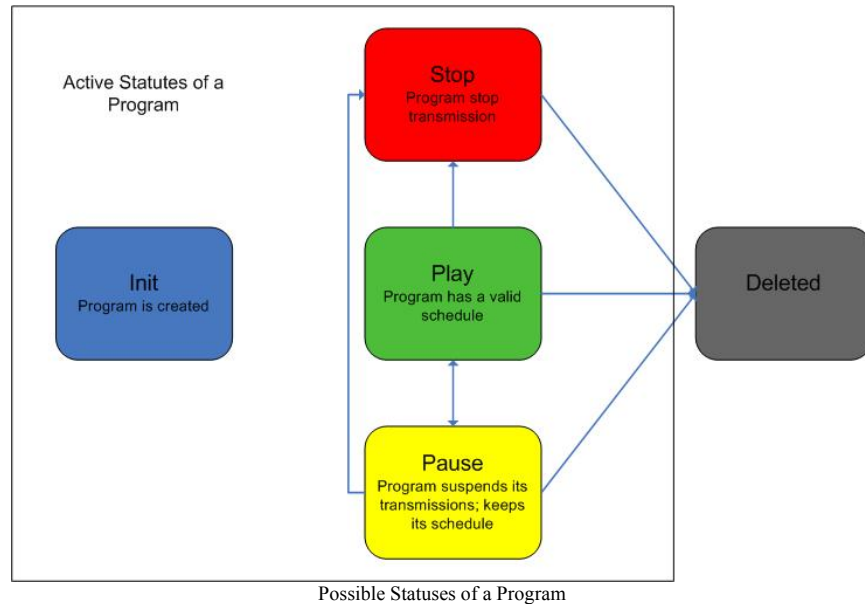 Active Statutes of a
Program
Stop
Program stop
transmission
Init
Program is created
Play
Program has a valid
schedule
Deleted
Pause
Program suspends its
transmissions; keeps
its schedule
Possible Statuses of a Program